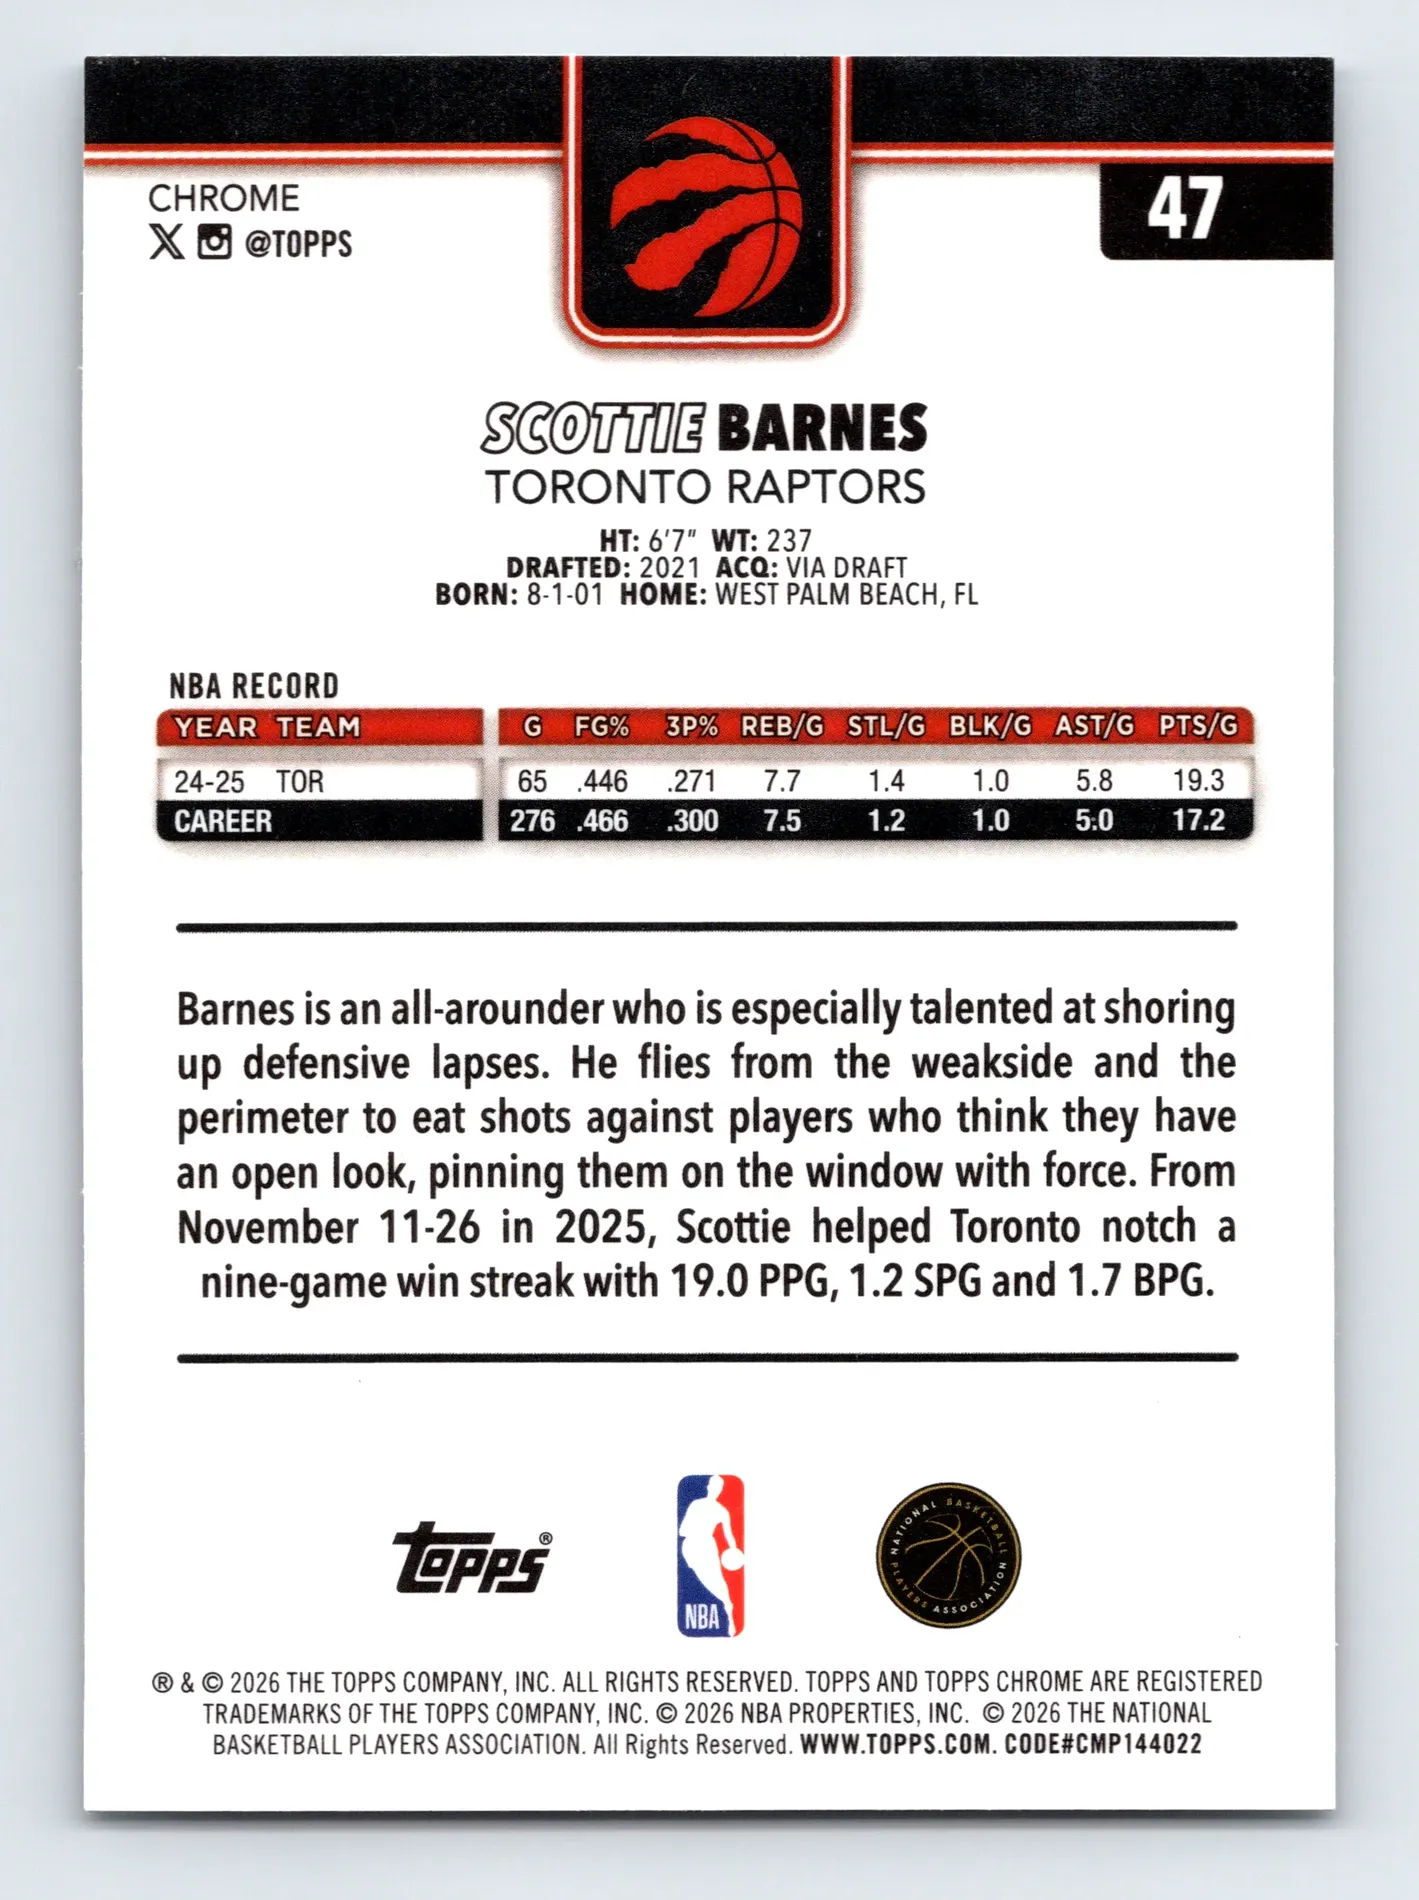 CHROME
@TOPPS
47
SCOTTIE BARNES
TORONTO RAPTORS
HT: 6'7" WT: 237
DRAFTED: 2021 ACQ: VIA DRAFT
BORN: 8-1-01 HOME: WEST PALM BEACH, FL
NBA RECORD
YEAR TEAM G FG% 3P% REB/G STL/G BLK/G AST/G PTS/G
24-25 TOR 65 .446 .271 7.7 1.4 1.0 5.8 19.3
CAREER 276 .466 .300 7.5 1.2 1.0 5.0 17.2
Barnes is an all-arounder who is especially talented at shoring
up defensive lapses. He flies from the weakside and the
perimeter to eat shots against players who think they have
an open look, pinning them on the window with force. From
November 11-26 in 2025, Scottie helped Toronto notch a
nine-game win streak with 19.0 PPG, 1.2 SPG and 1.7 BPG.
TOPPS®
NBA
NATIONAL BASKETBALL PLAYERS ASSOCIATION
® & © 2026 THE TOPPS COMPANY, INC. ALL RIGHTS RESERVED. TOPPS AND TOPPS CHROME ARE REGISTERED
TRADEMARKS OF THE TOPPS COMPANY, INC. © 2026 NBA PROPERTIES, INC. © 2026 THE NATIONAL
BASKETBALL PLAYERS ASSOCIATION. All Rights Reserved. WWW.TOPPS.COM. CODE#CMP144022